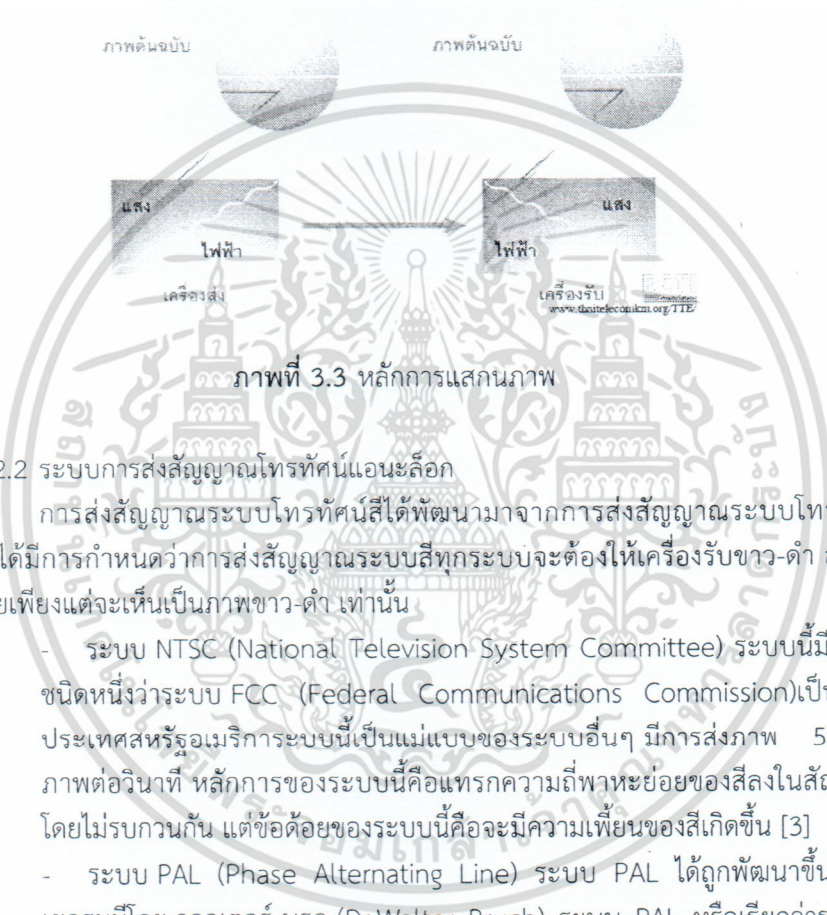 ภาพต้นฉบับ ภาพต้นฉบับ
แสง แสง
ไฟฟ้า ไฟฟ้า
เครื่องส่ง เครื่องรับ
www.thaitelecomkm.org/TTE/
ภาพที่ 3.3 หลักการแสกนภาพ
2.2 ระบบการส่งสัญญาณโทรทัศน์แอนะล็อก
การส่งสัญญาณระบบโทรทัศน์สีได้พัฒนามาจากการส่งสัญญาณระบบโทร
ได้มีการกำหนดว่าการส่งสัญญาณระบบสีทุกระบบจะต้องให้เครื่องรับขาว-ดำ
ยเพียงแต่จะเห็นเป็นภาพขาว-ดำ เท่านั้น
- ระบบ NTSC (National Television System Committee) ระบบนี้มี
ชนิดหนึ่งว่าระบบ FCC (Federal Communications Commission)เป็น
ประเทศสหรัฐอเมริการะบบนี้เป็นแม่แบบของระบบอื่นๆ มีการส่งภาพ 5
ภาพต่อวินาที หลักการของระบบนี้คือแทรกความถี่พาหะย่อยของสีลงในสัญ
โดยไม่รบกวนกัน แต่ข้อด้อยของระบบนี้คือจะมีความเพี้ยนของสีเกิดขึ้น [3]
- ระบบ PAL (Phase Alternating Line) ระบบ PAL ได้ถูกพัฒนาขึ้น
ระบบ PAL